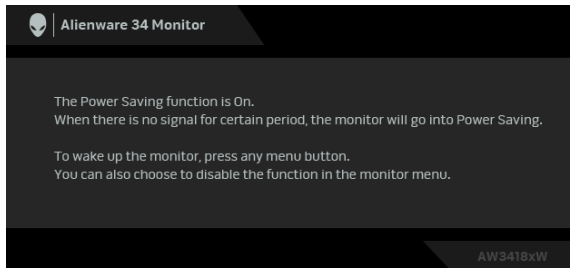 Alienware 34 Monitor
The Power Saving function is On.
When there is no signal for certain period, the monitor will go into Power Saving.
To wake up the monitor, press any menu button.
You can also choose to disable the function in the monitor menu.
AW3418xW